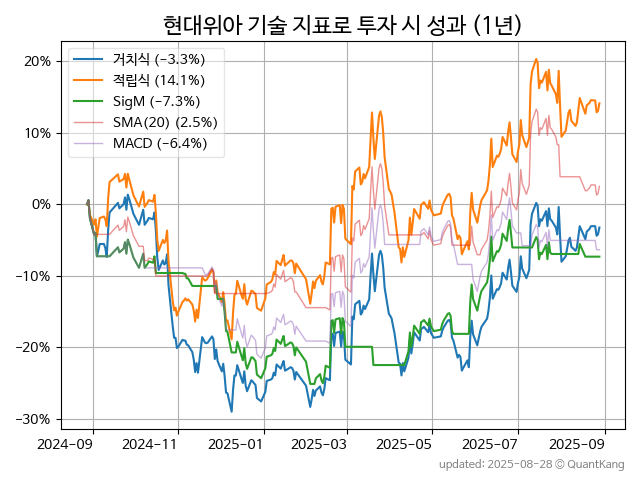 현대위아 기술 지표로 투자 시 성과 (1년)
거치식 (−3.3%)
적립식 (14.1%)
SigM (−7.3%)
SMA(20) (2.5%)
MACD (−6.4%)
20%
10%
0%
−10%
−20%
−30%
2024-09 2024-11 2025-01 2025-03 2025-05 2025-07 2025-09
updated: 2025-08-28 © QuantKang